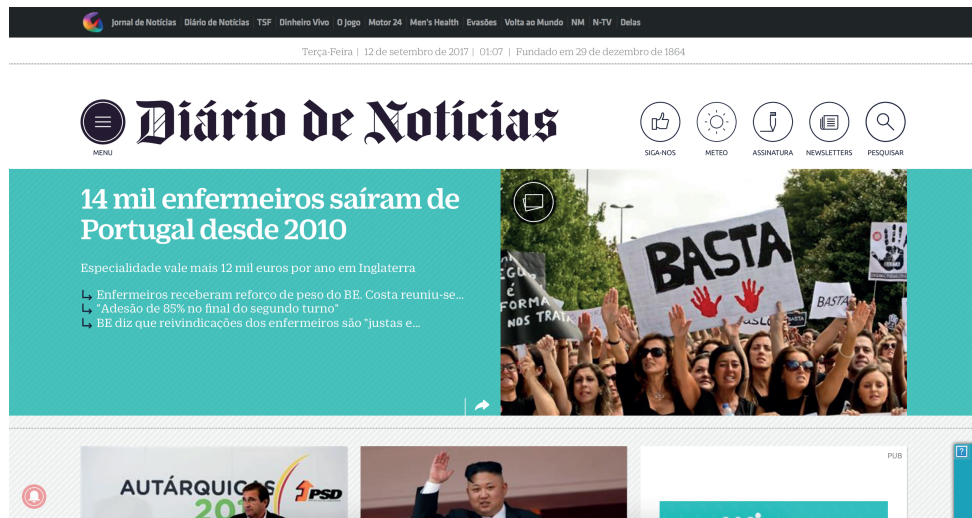 Jornal de Notícias Diário de Notícias TSF Dinheiro Vivo O Jogo Motor 24 Men's Health Evasões Volta ao Mundo NM N-TV Delas
Terça-Feira | 12 de setembro de 2017 | 01:07 | Fundado em 29 de dezembro de 1864
Diário de Notícias
MENU
SIGA-NOS METEO ASSINATURA NEWSLETTERS PESQUISAR
14 mil enfermeiros saíram de
Portugal desde 2010
Especialidade vale mais 12 mil euros por ano em Inglaterra
Enfermeiros receberam reforço de peso do BE. Costa reuniu-se...
"Adesão de 85% no final do segundo turno"
BE diz que reivindicações dos enfermeiros são "justas e...
BASTA
BASTA
BASTA
é
FORMA
NOS
PUB
?
AUTÁRQUICAS
PSD